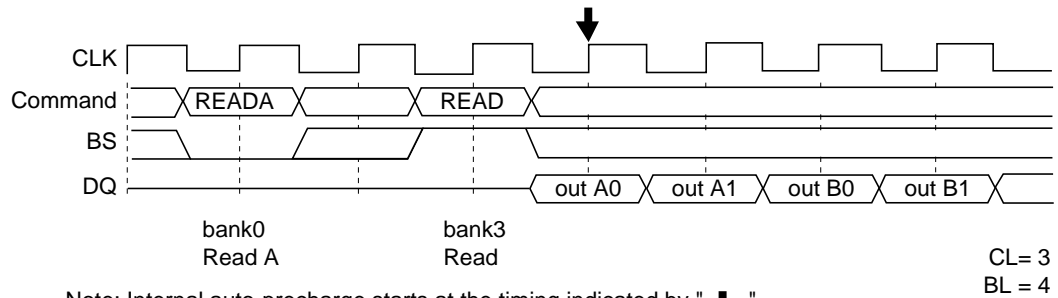 CLK
Command
READA
READ
BS
DQ
out A0
out A1
out B0
out B1
bank0
Read A
bank3
Read
CL= 3
BL = 4
Note: Internal auto-precharge starts at the timing indicated by " ".